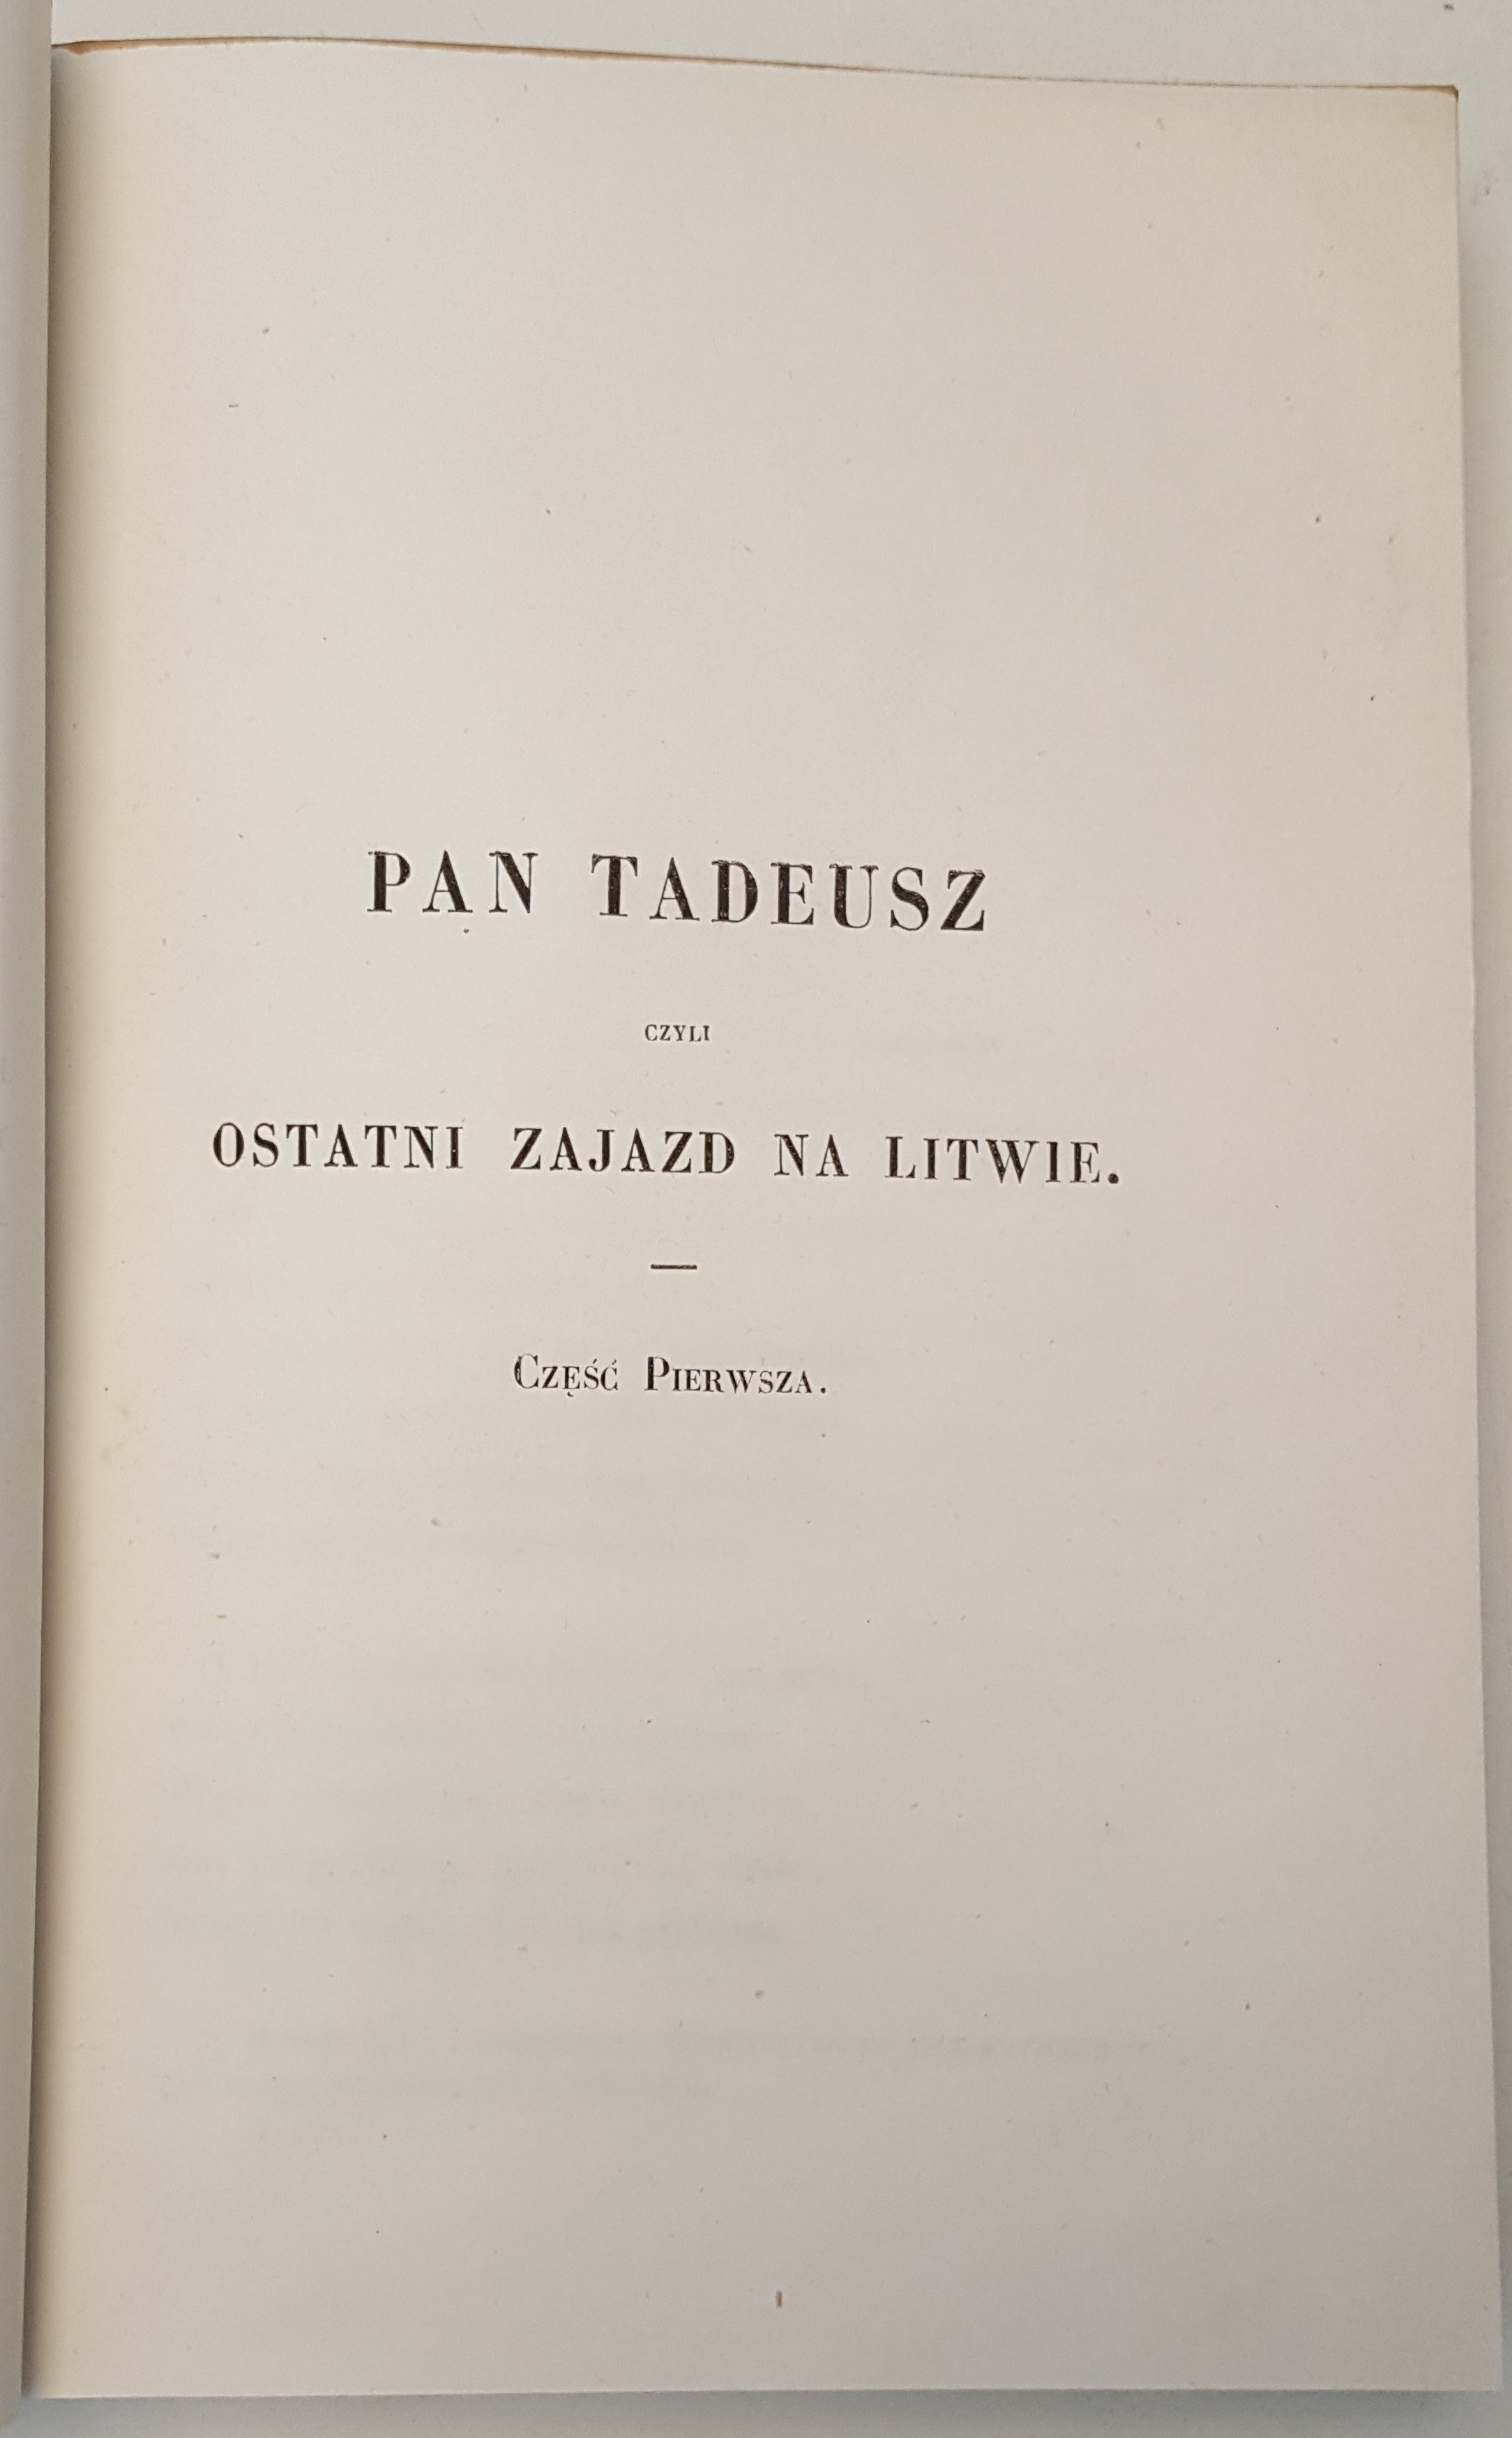 PAN TADEUSZ
CZYLI
OSTATNI ZAJAZD NA LITWIE.
CZĘŚĆ PIERWSZA.